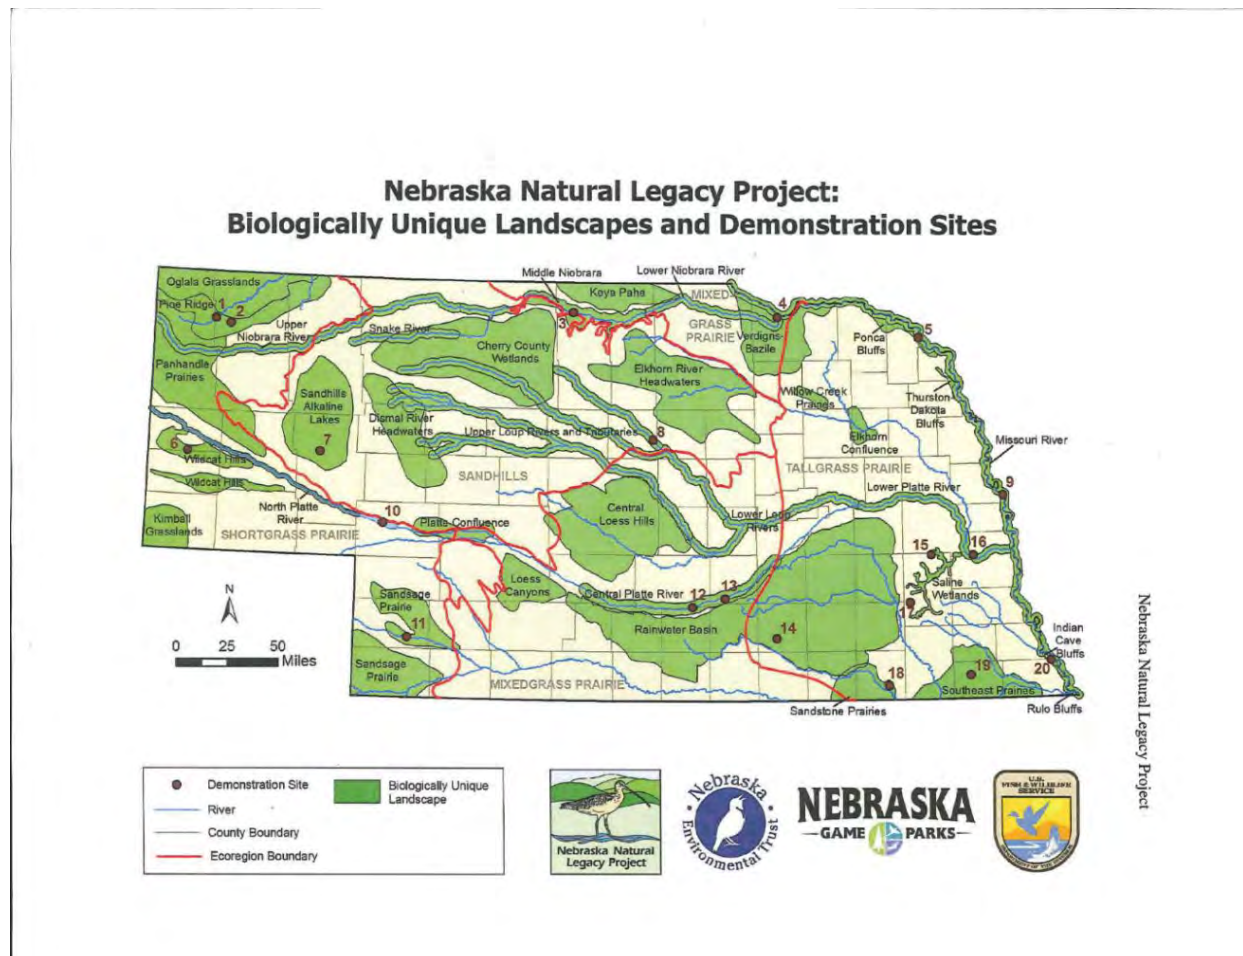 Nebraska Natural Legacy Project:
Biologically Unique Landscapes and Demonstration Sites
Middle Niobrara
Lower Niobrara River
Oglala Grasslands
Keya Paha
MIXED-
GRASS
PRAIRIE
Pine Ridge
1
2
3
4
5
Upper
Niobrara River
Snake River
Cherry County
Wetlands
Verdigris-
Bazile
Ponca
Bluffs
Panhandle
Prairies
Elkhorn River
Headwaters
Sandhills
Alkaline
Lakes
Willow Creek
Prairies
Thurston-
Dakota
Bluffs
Dismal River
Headwaters
Upper Loup Rivers and Tributaries
8
Elkhorn
Confluence
Missouri River
6
7
Wildcat Hills
SANDHILLS
TALLGRASS PRAIRIE
Wildcat Hills
Lower Platte River
9
North Platte
River
10
Central
Loess Hills
Lower Loup
Rivers
Kimball
Grasslands
SHORTGRASS PRAIRIE
Platte Confluence
15
16
N
Loess
Canyons
Central Platte River
12
13
Saline
Wetlands
17
Sandsage
Prairie
11
Rainwater Basin
14
Indian
Cave
Bluffs
0 25 50
Miles
Sandsage
Prairie
MIXEDGRASS PRAIRIE
18
19
20
Southeast Prairies
Sandstone Prairies
Rulo Bluffs
Demonstration Site
River
County Boundary
Ecoregion Boundary
Biologically Unique
Landscape
Nebraska Natural
Legacy Project
Nebraska
Environmental Trust
NEBRASKA
GAME PARKS
U.S.
FISH & WILDLIFE
SERVICE
DEPARTMENT OF THE INTERIOR
Nebraska Natural Legacy Project